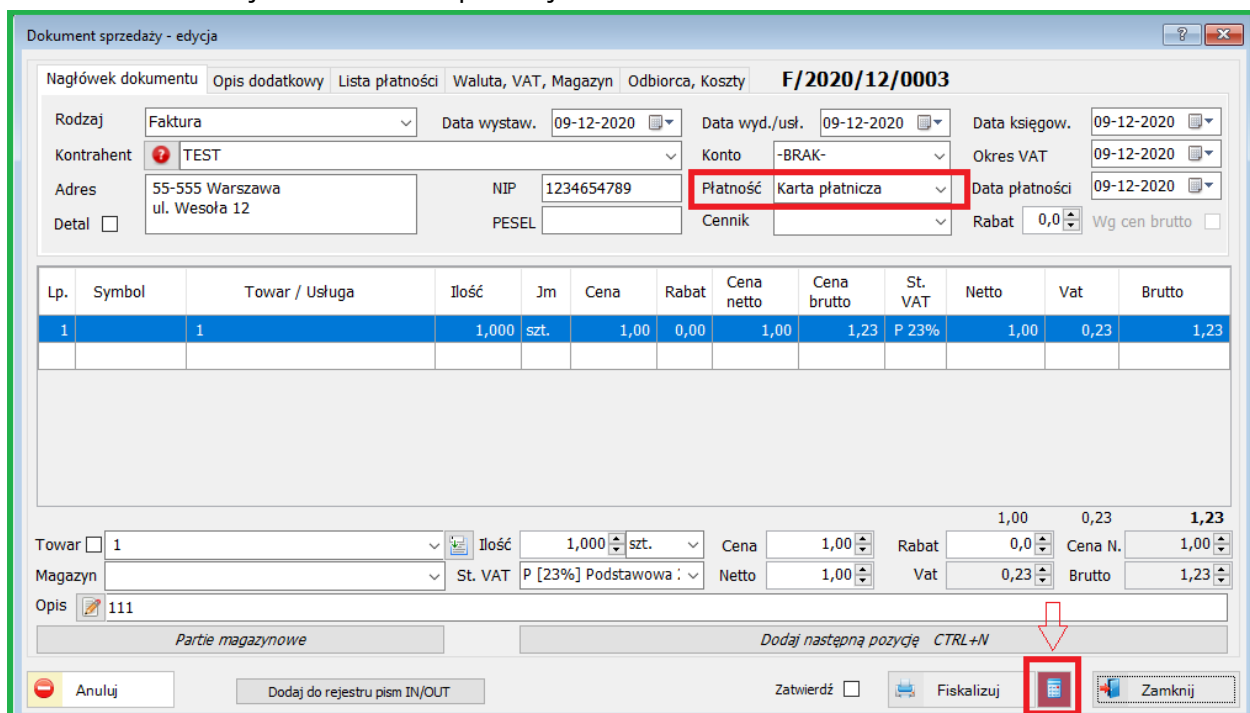 Dokument sprzedaży - edycja
Nagłówek dokumentu Opis dodatkowy Lista płatności Waluta, VAT, Magazyn Odbiorca, Koszty F/2020/12/0003
Rodzaj Faktura Data wystaw. 09-12-2020 Data wyd./usł. 09-12-2020 Data księgow. 09-12-2020
Kontrahent TEST Konto -BRAK- Okres VAT 09-12-2020
Adres 55-555 Warszawa NIP 1234654789 Płatność Karta płatnicza Data płatności 09-12-2020
ul. Wesoła 12
Detal PESEL Cennik Rabat 0,0 Wg cen brutto
Lp. Symbol Towar / Usługa Ilość Jm Cena Rabat Cena netto Cena brutto St. VAT Netto Vat Brutto
1 1 1,000 szt. 1,00 0,00 1,00 1,23 P 23% 1,00 0,23 1,23
1,00 0,23 1,23
Towar 1 Ilość 1,000 szt. Cena 1,00 Rabat 0,0 Cena N. 1,00
Magazyn St. VAT P [23%] Podstawowa Netto 1,00 Vat 0,23 Brutto 1,23
Opis 111
Partie magazynowe Dodaj następną pozycję CTRL+N
Anuluj Dodaj do rejestru pism IN/OUT Zatwierdź Fiskalizuj Zamknij